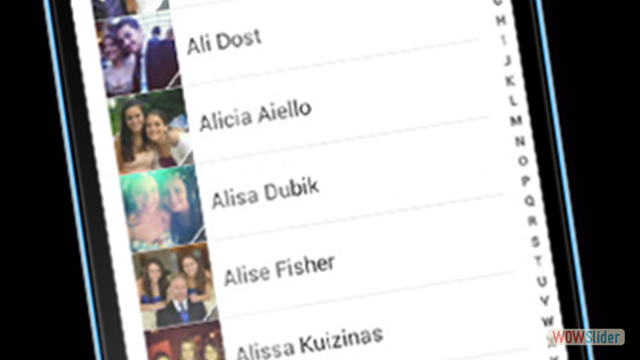 Ali Dost
Alicia Aiello
Alisa Dubik
Alise Fisher
Alissa Kuizinas
H
I
J
K
L
M
N
O
P
Q
R
S
T
U
V
W
WOWSlider